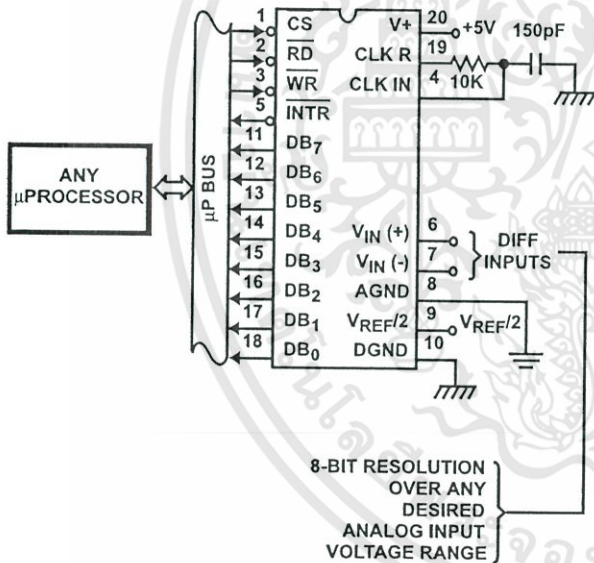 1 CS
2 RD
3 WR
5 INTR
11 DB7
12 DB6
13 DB5
14 DB4
15 DB3
16 DB2
17 DB1
18 DB0
ANY
μPROCESSOR
μP BUS
V+ 20 +5V
CLK R 19
CLK IN 4
10K
150pF
VIN (+) 6
VIN (-) 7
DIFF
INPUTS
AGND 8
VREF/2 9 VREF/2
DGND 10
8-BIT RESOLUTION
OVER ANY
DESIRED
ANALOG INPUT
VOLTAGE RANGE